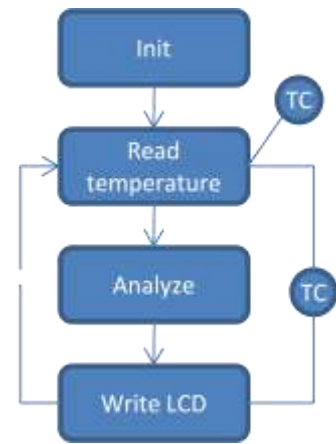 Init
TC
Read
temperature
Analyze
TC
Write LCD